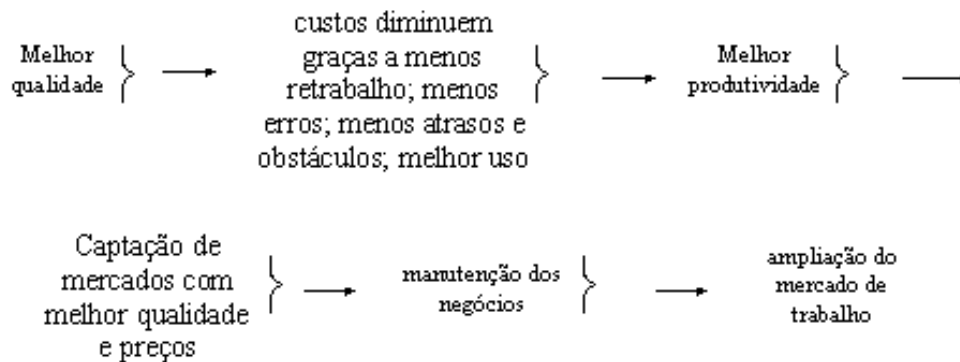 Melhor
qualidade
custos diminuem
graças a menos
retrabalho; menos
erros; menos atrasos e
obstáculos; melhor uso
Melhor
produtividade
Captação de
mercados com
melhor qualidade
e preços
manutenção dos
negócios
ampliação do
mercado de
trabalho